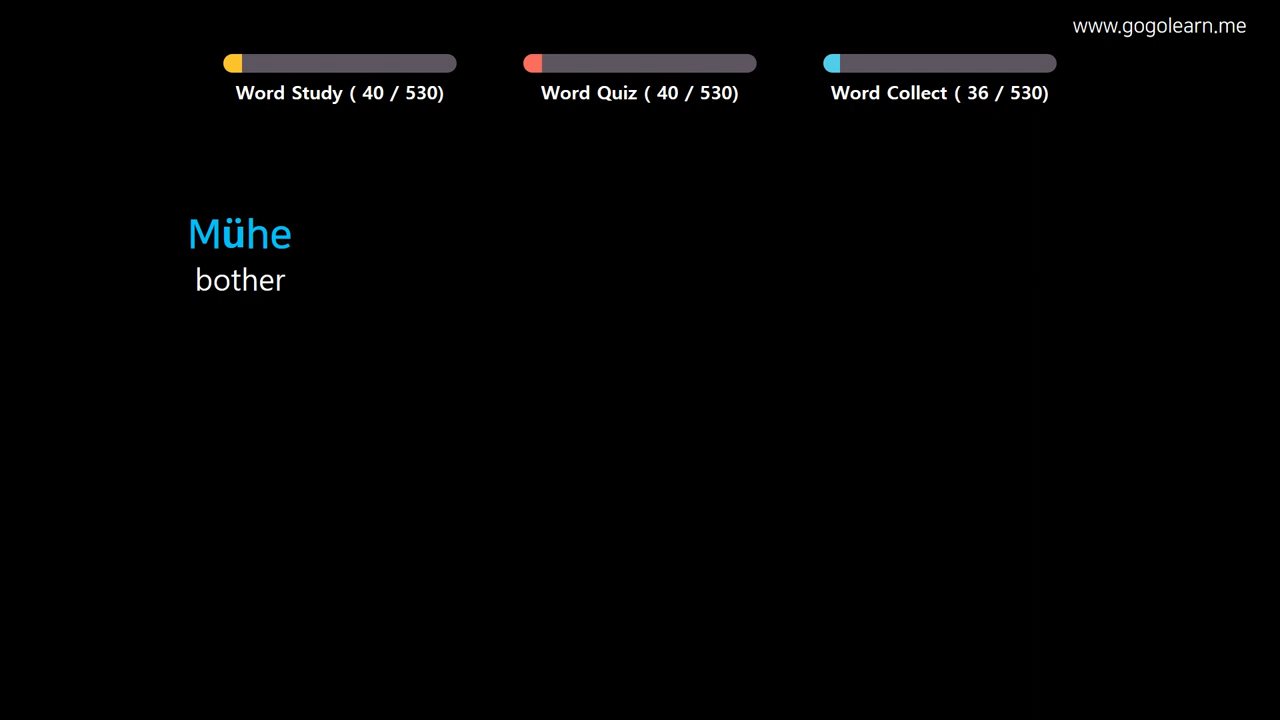 www.gogolearn.me
Word Study ( 40 / 530)
Word Quiz ( 40 / 530)
Word Collect ( 36 / 530)
Mühe
bother